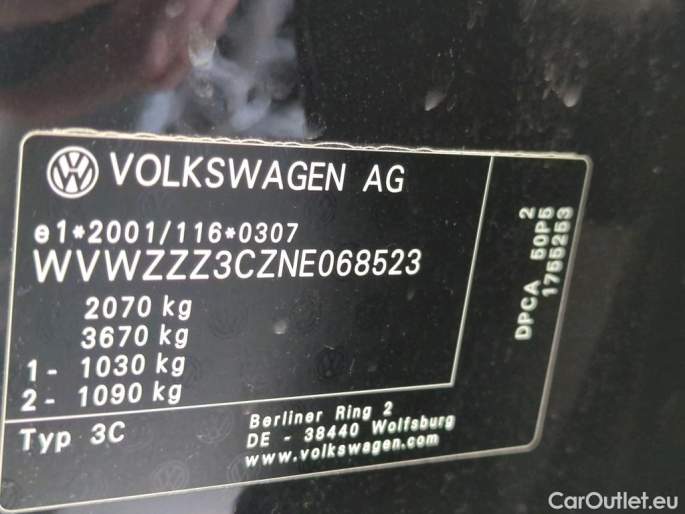 VOLKSWAGEN AG
e1*2001/116*0307
WVWZZZ3CZNE068523
2070 kg
3670 kg
1- 1030 kg
2- 1090 kg
Typ 3C
Berliner Ring 2
DE - 38440 Wolfsburg
www.volkswagen.com
2
DPCA 50P5
1755253
CarOutlet.eu